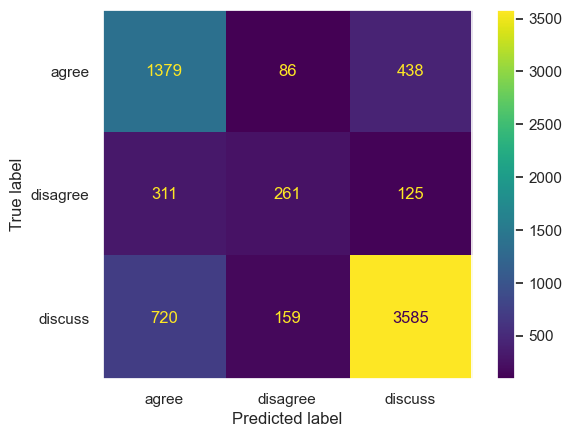 True label
agree 1379 86 438
disagree 311 261 125
discuss 720 159 3585
agree disagree discuss
Predicted label
3500
3000
2500
2000
1500
1000
500